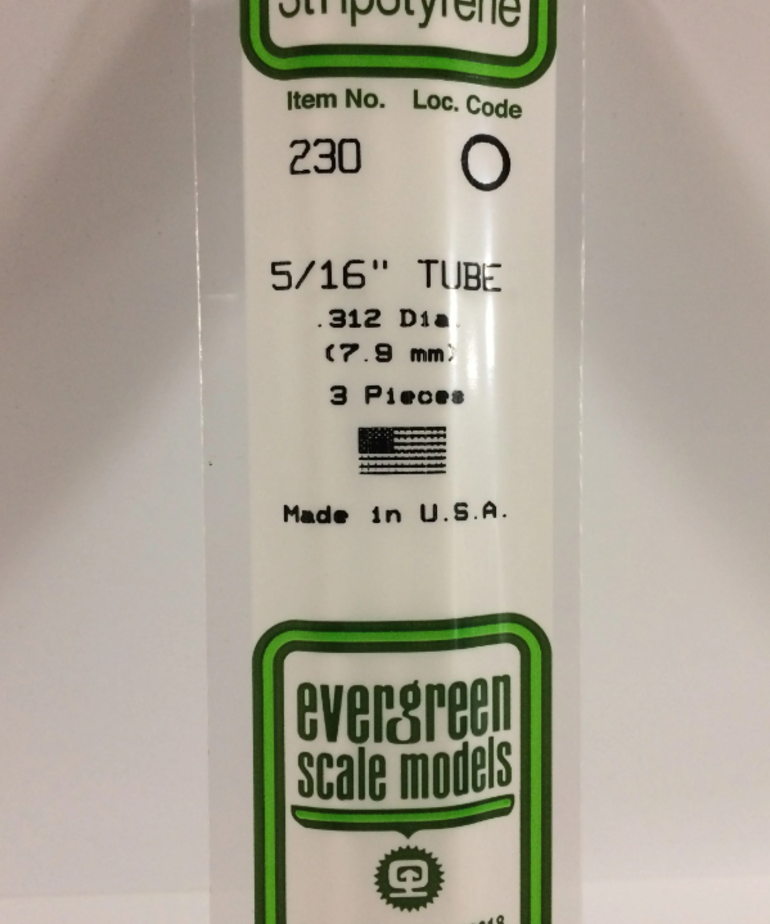 Item No. Loc. Code
230 O
5/16" TUBE
.312 Dia.
(7.9 mm)
3 Pieces
Made in U.S.A.
evergreen
scale models